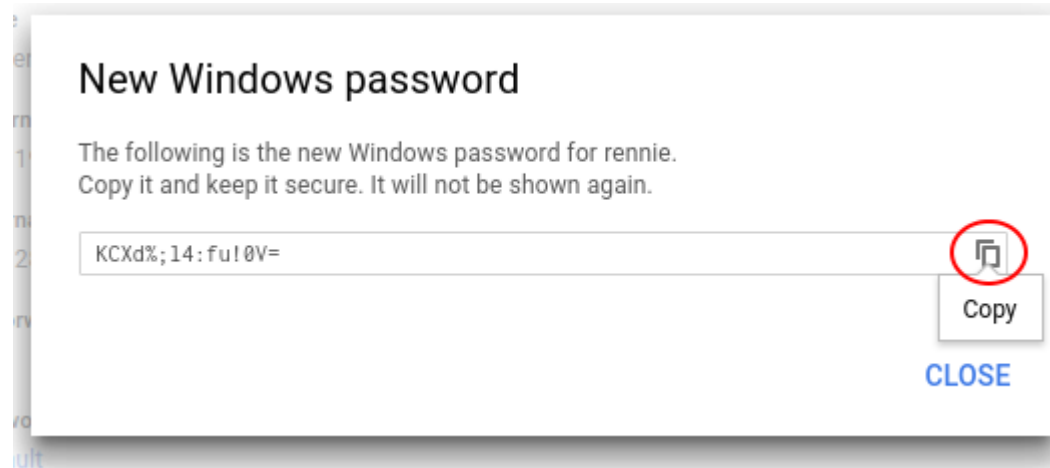 New Windows password
The following is the new Windows password for rennie.
Copy it and keep it secure. It will not be shown again.
KCXd%;l4:fu!0V=
Copy
CLOSE